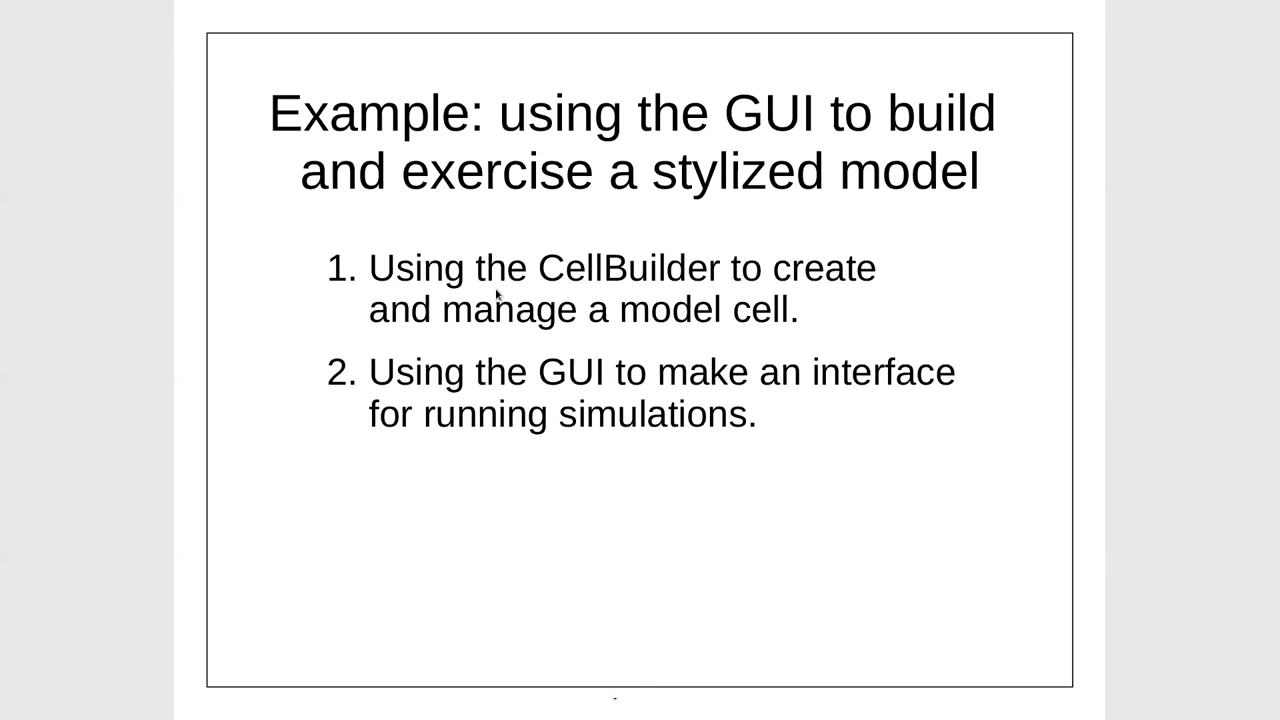 Example: using the GUI to build
and exercise a stylized model
1. Using the CellBuilder to create
and manage a model cell.
2. Using the GUI to make an interface
for running simulations.